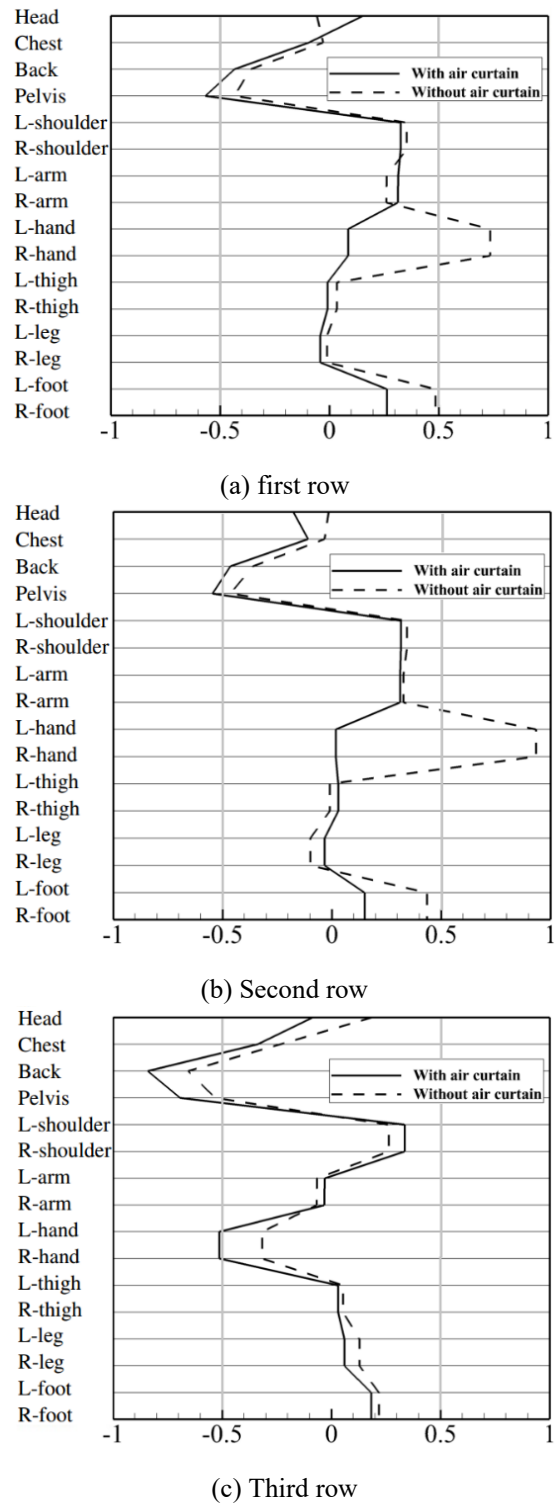 Head
Chest
Back
Pelvis
L-shoulder
R-shoulder
L-arm
R-arm
L-hand
R-hand
L-thigh
R-thigh
L-leg
R-leg
L-foot
R-foot
With air curtain
Without air curtain
-1 -0.5 0 0.5 1
(a) first row
Head
Chest
Back
Pelvis
L-shoulder
R-shoulder
L-arm
R-arm
L-hand
R-hand
L-thigh
R-thigh
L-leg
R-leg
L-foot
R-foot
With air curtain
Without air curtain
-1 -0.5 0 0.5 1
(b) Second row
Head
Chest
Back
Pelvis
L-shoulder
R-shoulder
L-arm
R-arm
L-hand
R-hand
L-thigh
R-thigh
L-leg
R-leg
L-foot
R-foot
With air curtain
Without air curtain
-1 -0.5 0 0.5 1
(c) Third row